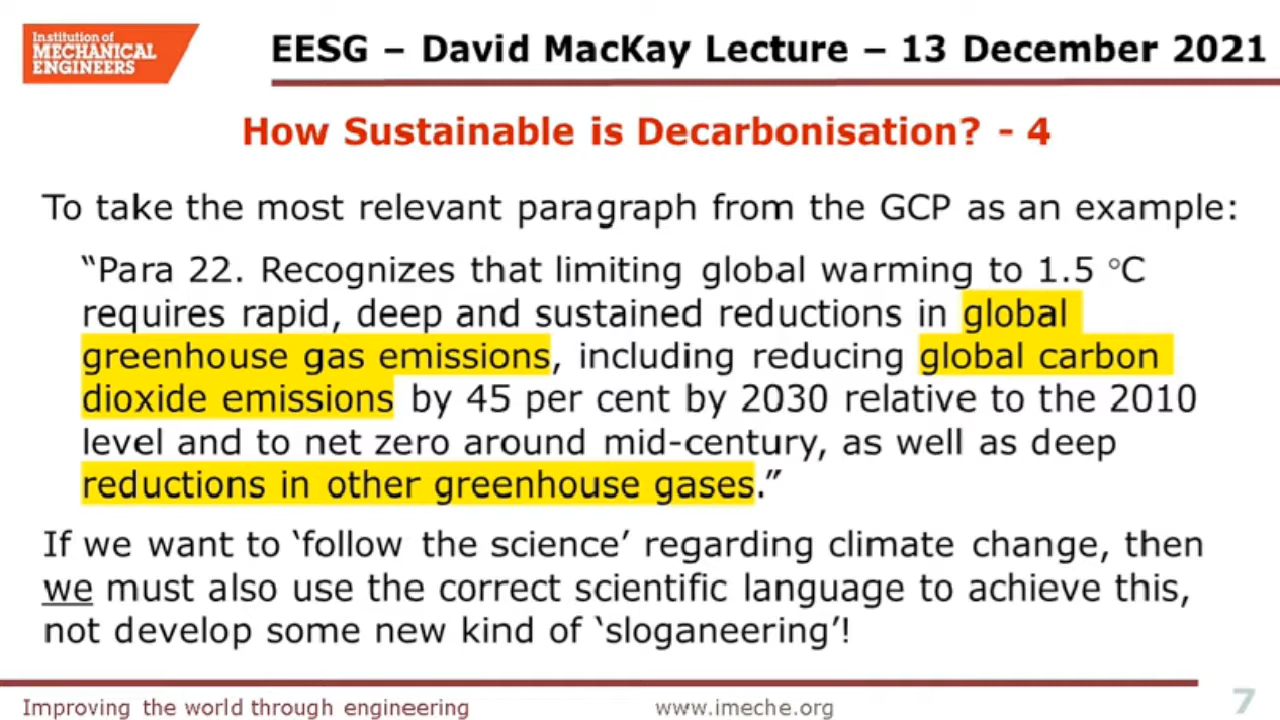 Institution of
MECHANICAL
ENGINEERS
EESG – David MacKay Lecture – 13 December 2021
How Sustainable is Decarbonisation? - 4
To take the most relevant paragraph from the GCP as an example:
“Para 22. Recognizes that limiting global warming to 1.5 °C
requires rapid, deep and sustained reductions in global
greenhouse gas emissions, including reducing global carbon
dioxide emissions by 45 per cent by 2030 relative to the 2010
level and to net zero around mid-century, as well as deep
reductions in other greenhouse gases.”
If we want to ‘follow the science’ regarding climate change, then
we must also use the correct scientific language to achieve this,
not develop some new kind of ‘sloganeering’!
Improving the world through engineering
www.imeche.org
7